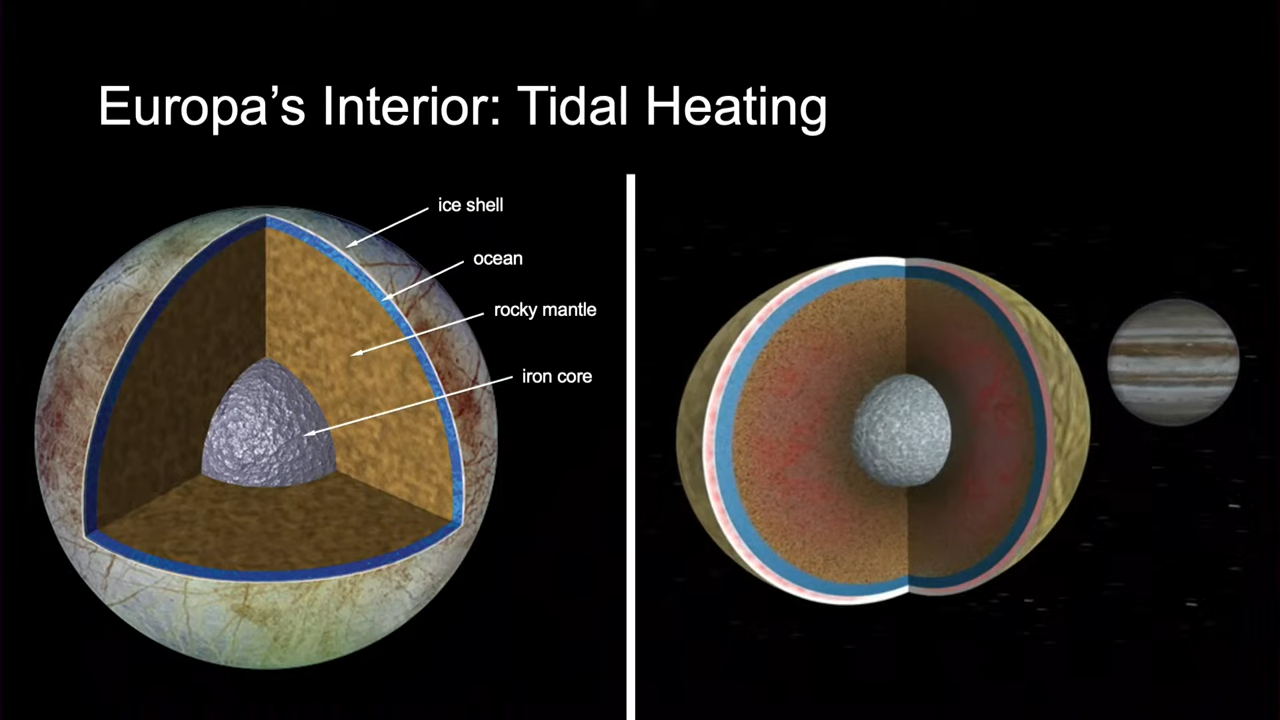 Europa’s Interior: Tidal Heating
ice shell
ocean
rocky mantle
iron core